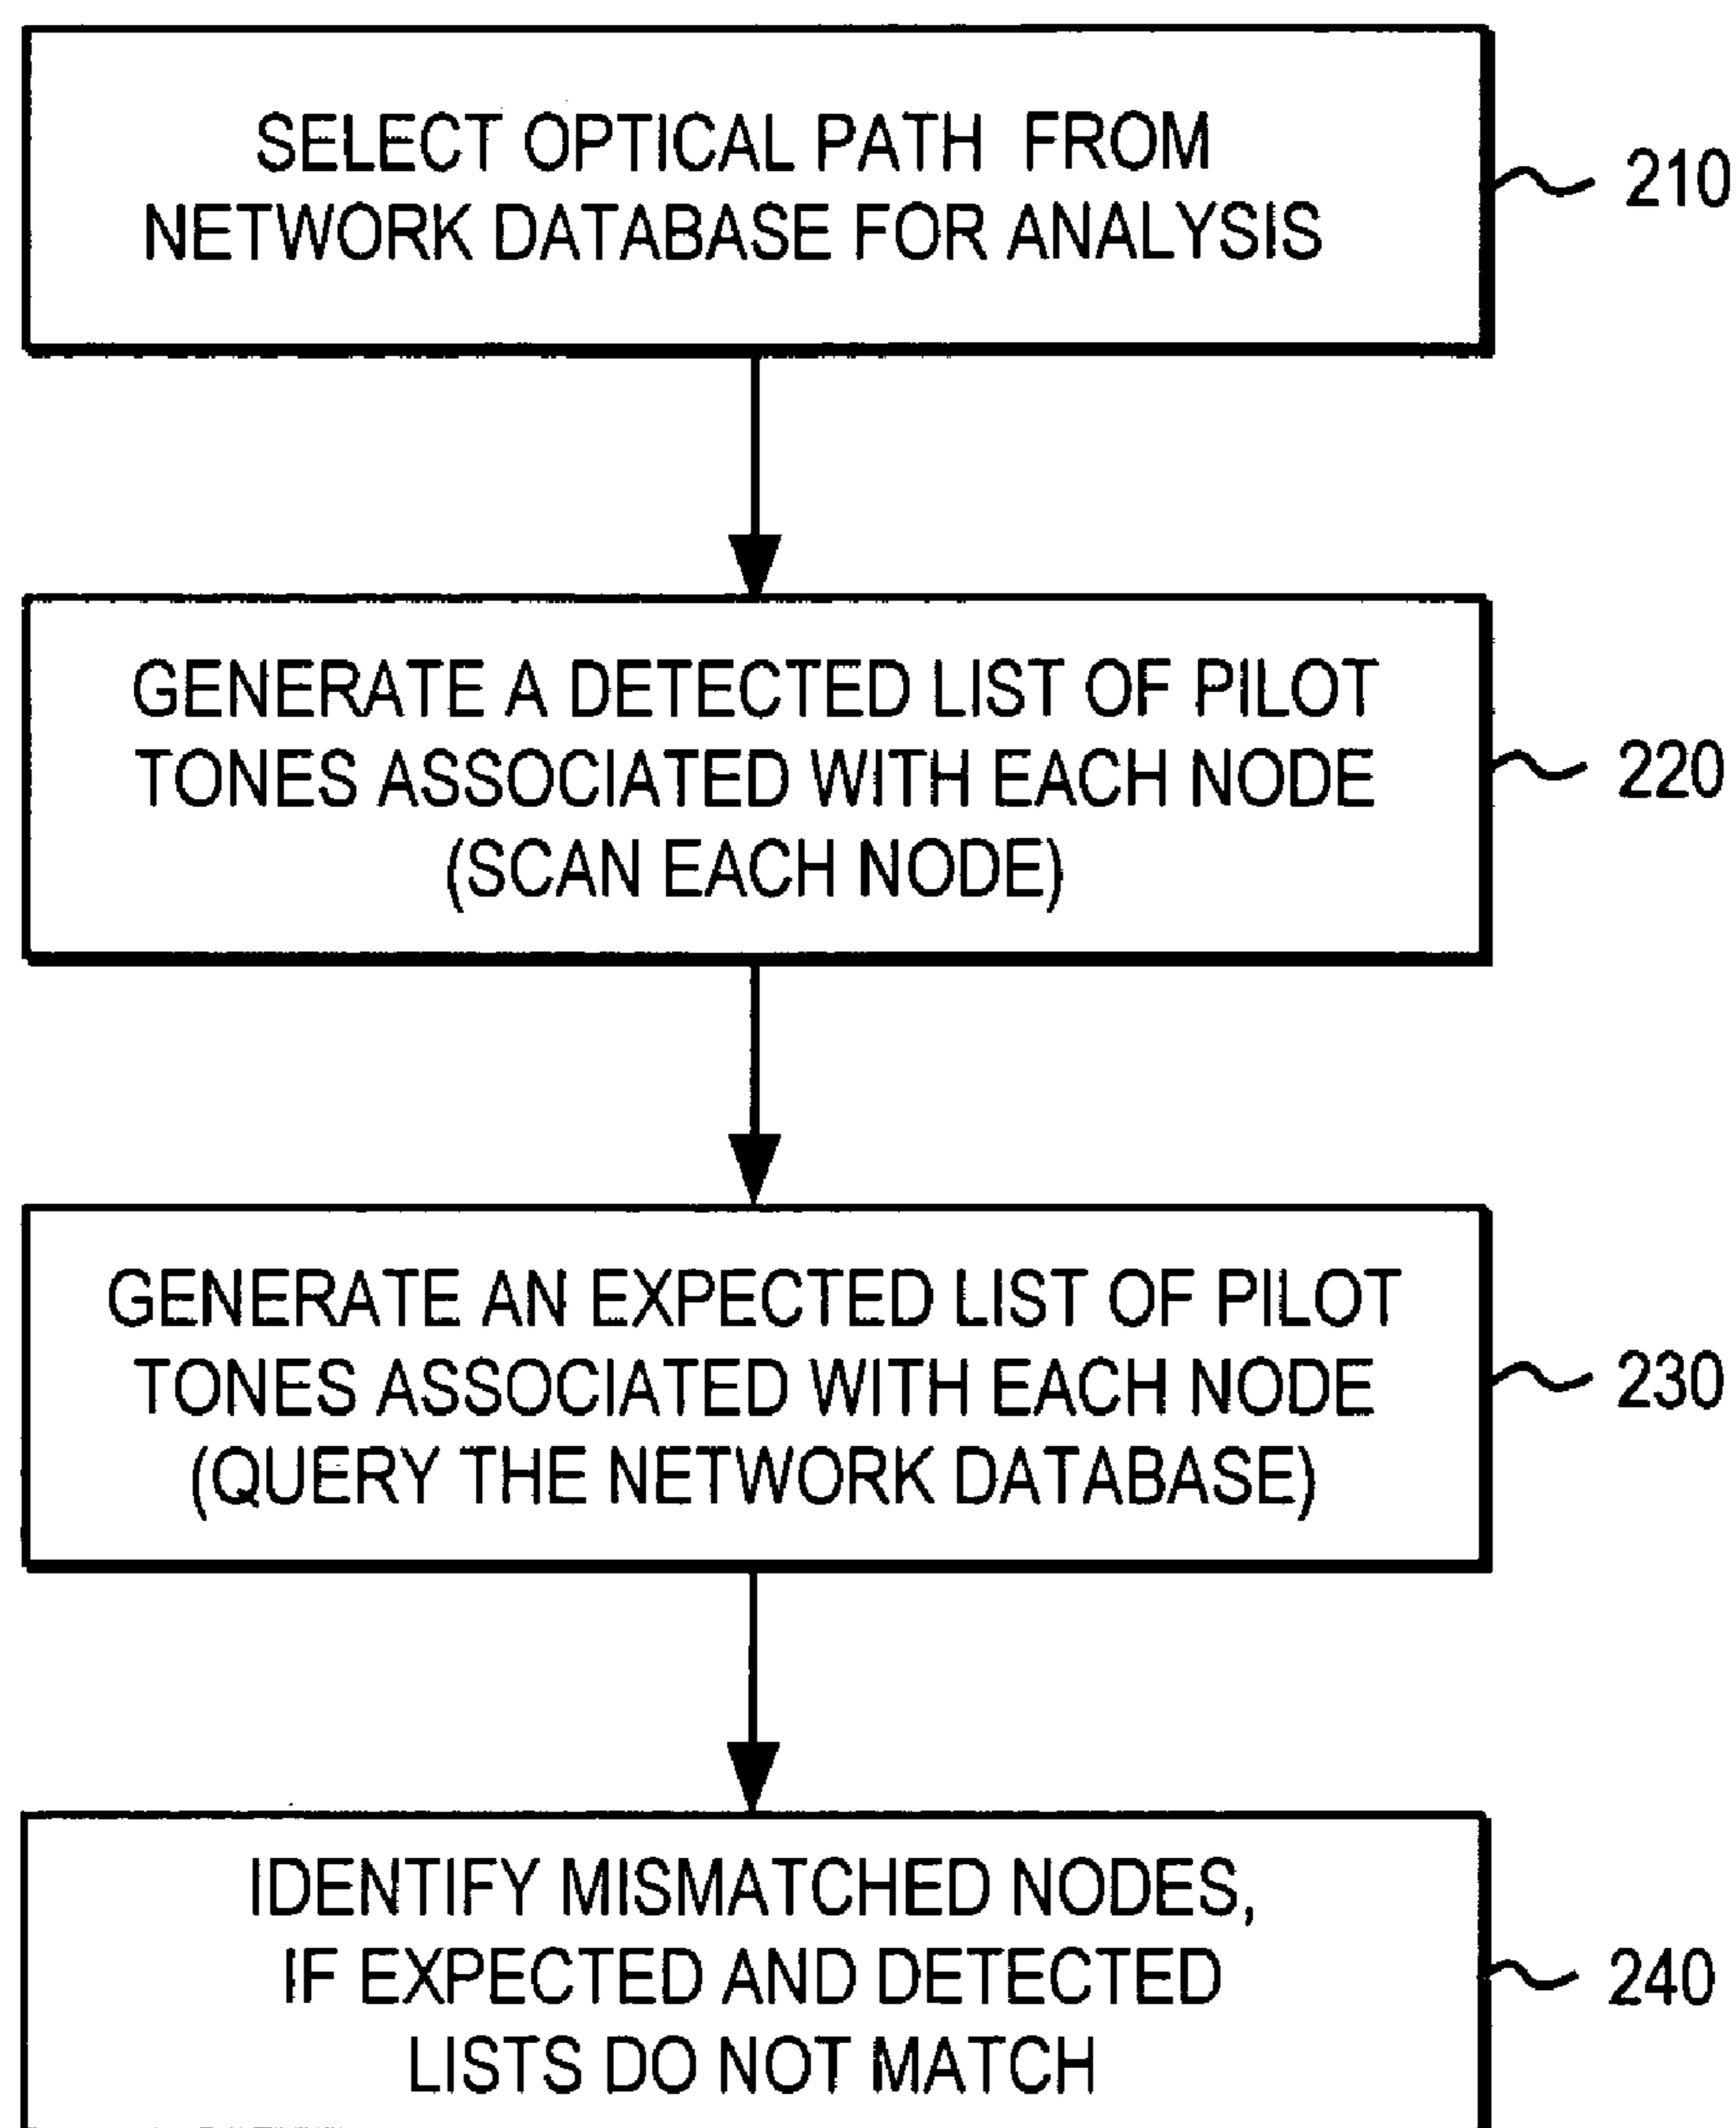 SELECT OPTICAL PATH FROM
NETWORK DATABASE FOR ANALYSIS
210
GENERATE A DETECTED LIST OF PILOT
TONES ASSOCIATED WITH EACH NODE
(SCAN EACH NODE)
220
GENERATE AN EXPECTED LIST OF PILOT
TONES ASSOCIATED WITH EACH NODE
(QUERY THE NETWORK DATABASE)
230
IDENTIFY MISMATCHED NODES,
IF EXPECTED AND DETECTED
LISTS DO NOT MATCH
240